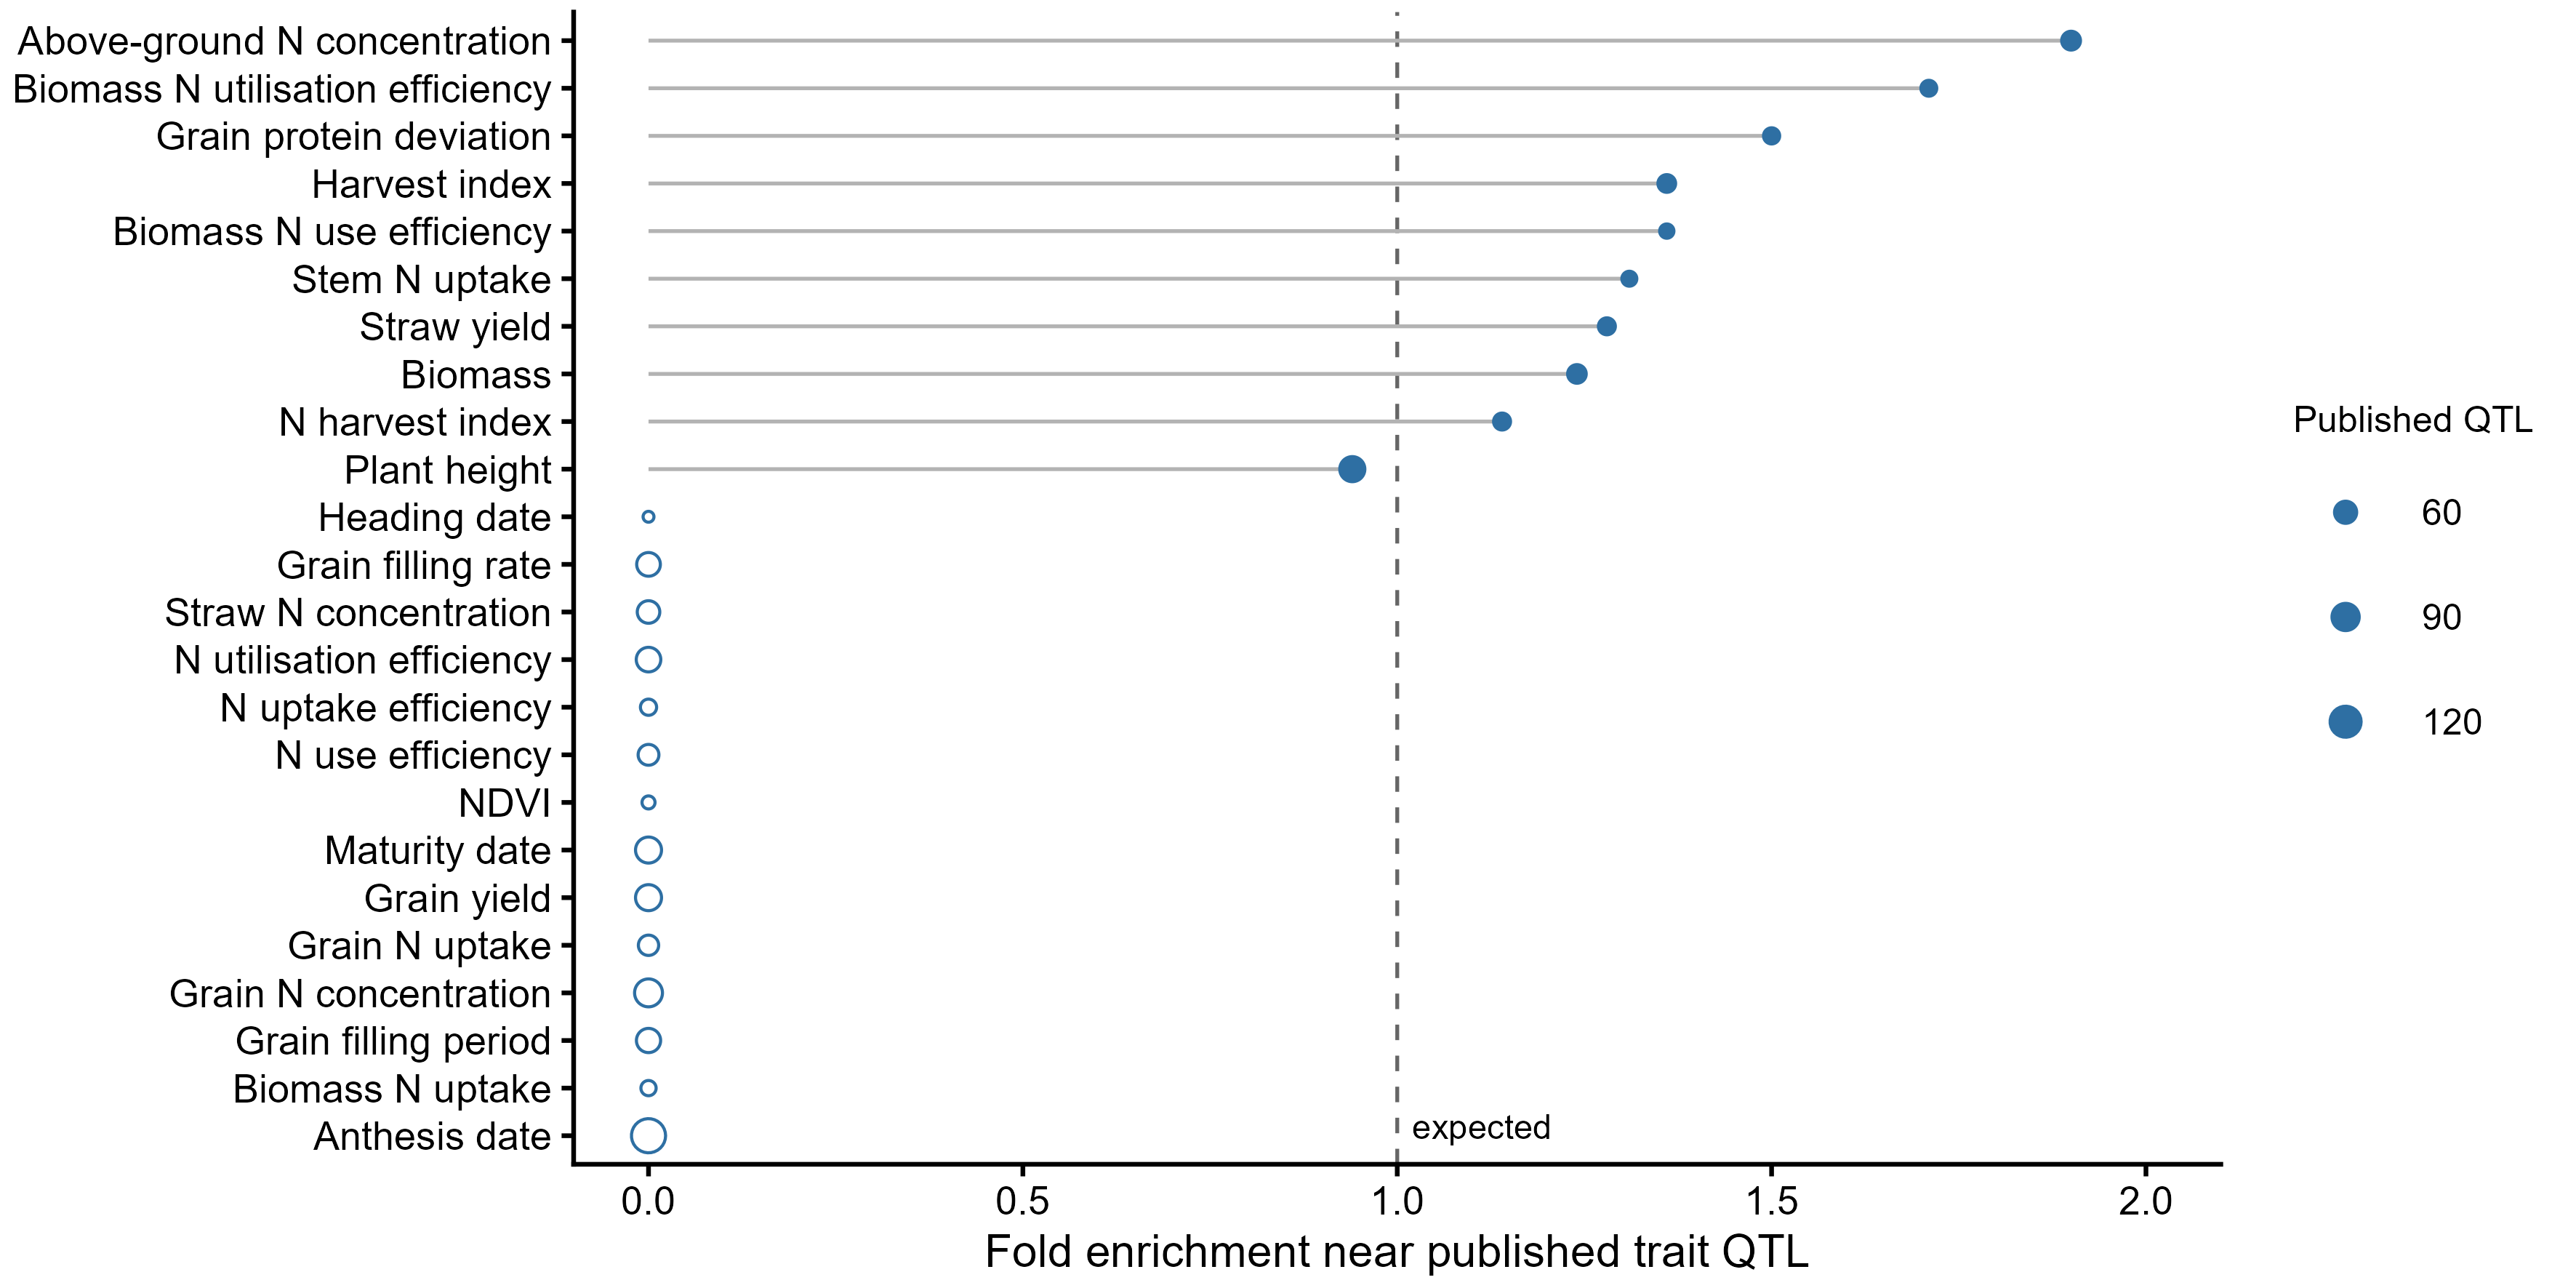 Above-ground N concentration
Biomass N utilisation efficiency
Grain protein deviation
Harvest index
Biomass N use efficiency
Stem N uptake
Straw yield
Biomass
N harvest index
Plant height
Heading date
Grain filling rate
Straw N concentration
N utilisation efficiency
N uptake efficiency
N use efficiency
NDVI
Maturity date
Grain yield
Grain N uptake
Grain N concentration
Grain filling period
Biomass N uptake
Anthesis date
expected
0.0 0.5 1.0 1.5 2.0
Fold enrichment near published trait QTL
Published QTL
60
90
120